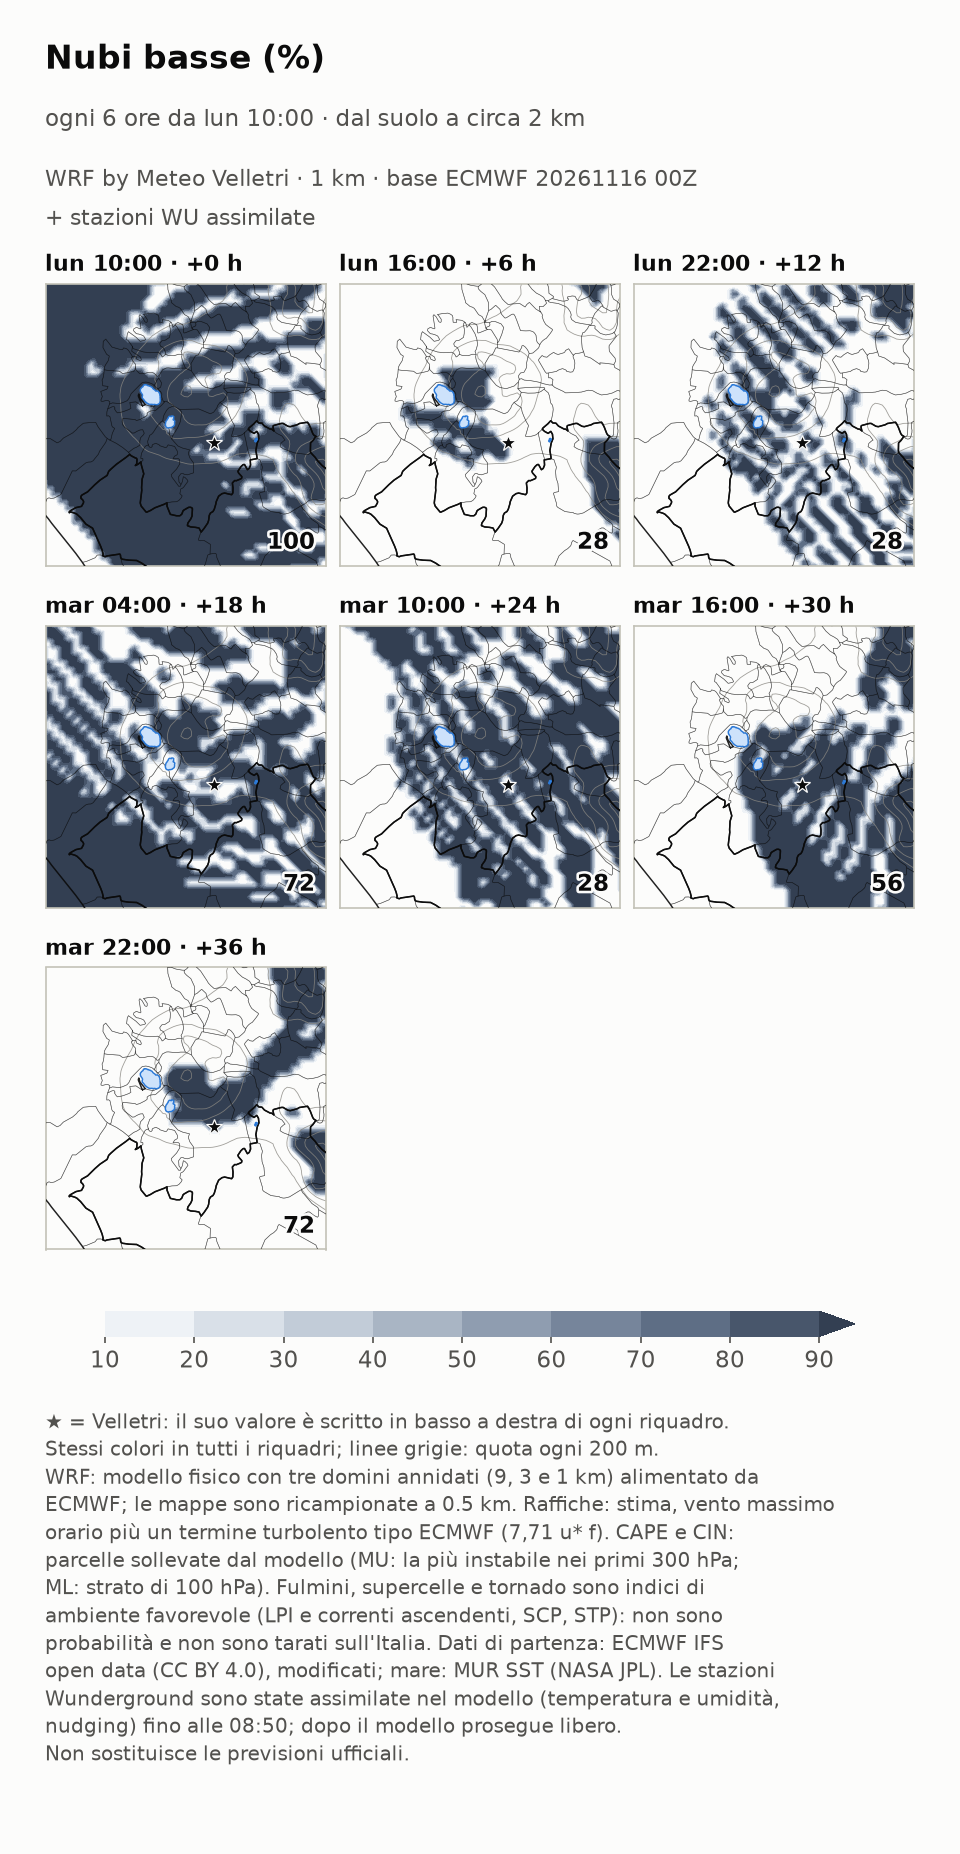 Nubi basse (%)
ogni 6 ore da lun 10:00 · dal suolo a circa 2 km
WRF by Meteo Velletri · 1 km · base ECMWF 20261116 00Z
+ stazioni WU assimilate
lun 10:00 · +0 h
lun 16:00 · +6 h
lun 22:00 · +12 h
100
28
28
mar 04:00 · +18 h
mar 10:00 · +24 h
mar 16:00 · +30 h
72
28
56
mar 22:00 · +36 h
72
10 20 30 40 50 60 70 80 90
★ = Velletri: il suo valore è scritto in basso a destra di ogni riquadro.
Stessi colori in tutti i riquadri; linee grigie: quota ogni 200 m.
WRF: modello fisico con tre domini annidati (9, 3 e 1 km) alimentato da
ECMWF; le mappe sono ricampionate a 0.5 km. Raffiche: stima, vento massimo
orario più un termine turbolento tipo ECMWF (7,71 u* f). CAPE e CIN:
parcelle sollevate dal modello (MU: la più instabile nei primi 300 hPa;
ML: strato di 100 hPa). Fulmini, supercelle e tornado sono indici di
ambiente favorevole (LPI e correnti ascendenti, SCP, STP): non sono
probabilità e non sono tarati sull'Italia. Dati di partenza: ECMWF IFS
open data (CC BY 4.0), modificati; mare: MUR SST (NASA JPL). Le stazioni
Wunderground sono state assimilate nel modello (temperatura e umidità,
nudging) fino alle 08:50; dopo il modello prosegue libero.
Non sostituisce le previsioni ufficiali.